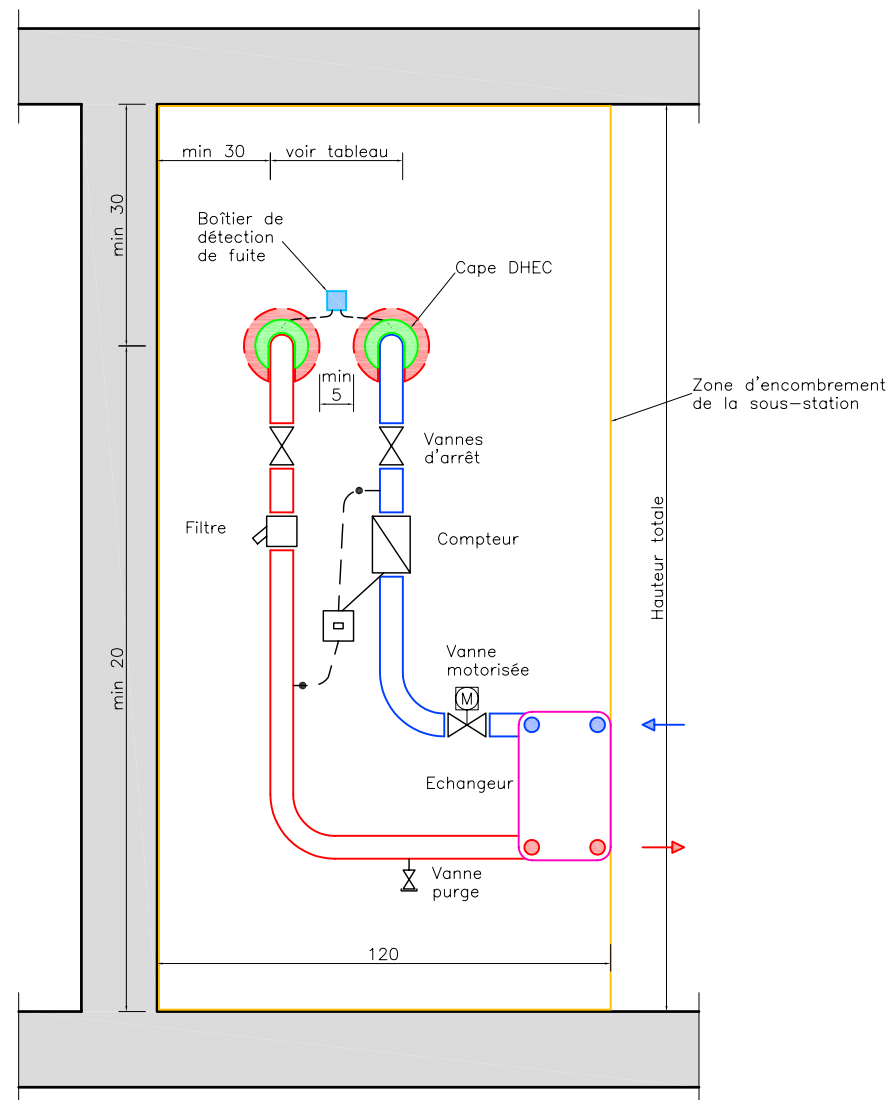 min 30
voir tableau
min 30
Boîtier de
détection
de fuite
Cape DHEC
min
5
Zone d'encombrement
de la sous-station
Vannes
d'arrêt
Filtre
Compteur
Hauteur totale
min 20
Vanne
motorisée
M
Echangeur
Vanne
purge
120